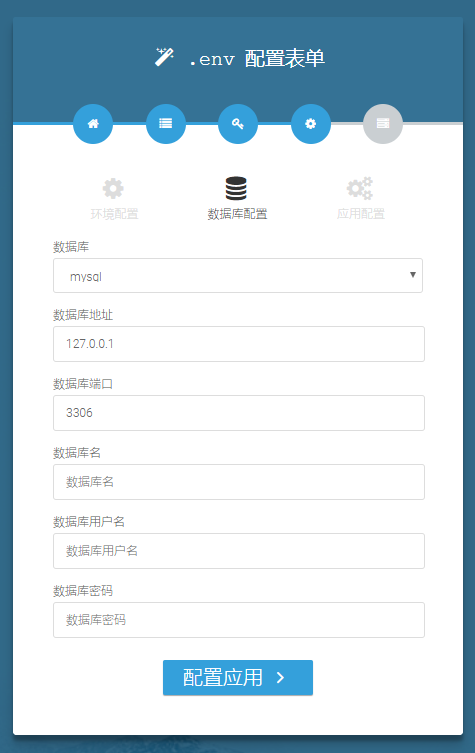 .env 配置表单
环境配置 数据库配置 应用配置
数据库
mysql
数据库地址
127.0.0.1
数据库端口
3306
数据库名
数据库名
数据库用户名
数据库用户名
数据库密码
数据库密码
配置应用